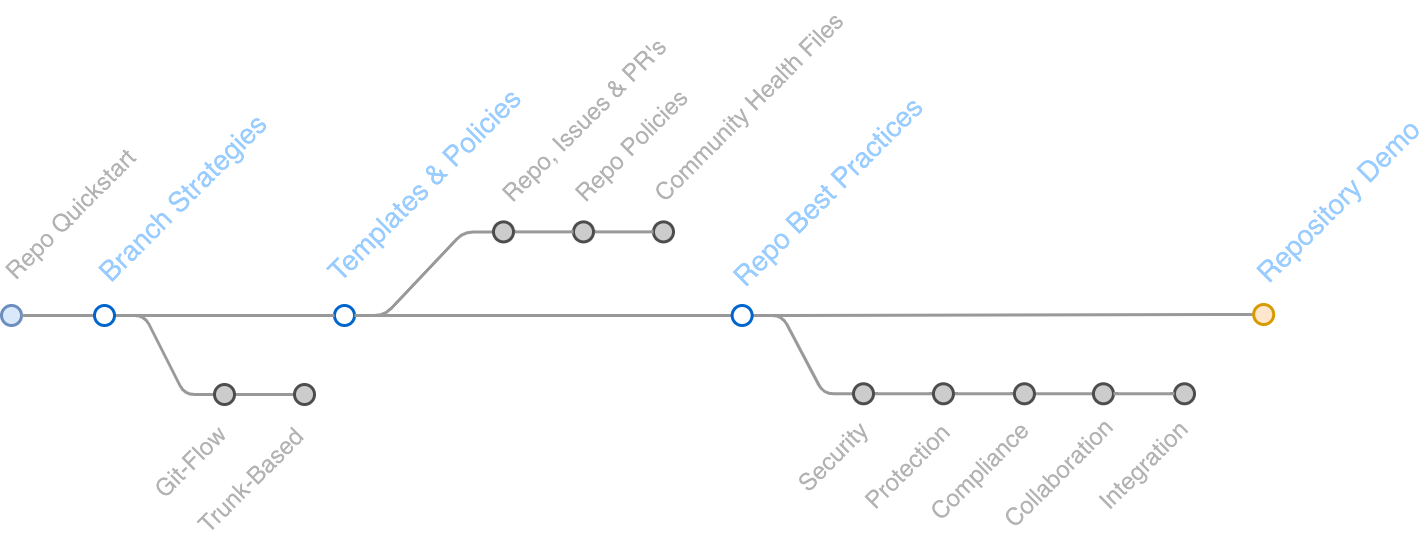 Repo Quickstart
Branch Strategies
Git-Flow
Trunk-Based
Templates & Policies
Repo, Issues & PR's
Repo Policies
Community Health Files
Repo Best Practices
Security
Protection
Compliance
Collaboration
Integration
Repository Demo